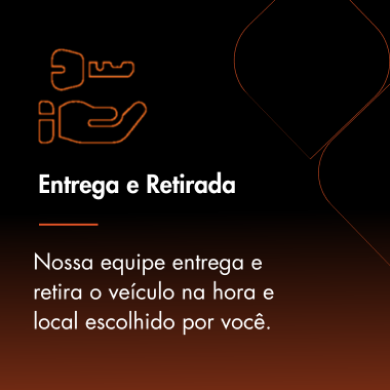 Entrega e Retirada
Nossa equipe entrega e
retira o veículo na hora e
local escolhido por você.